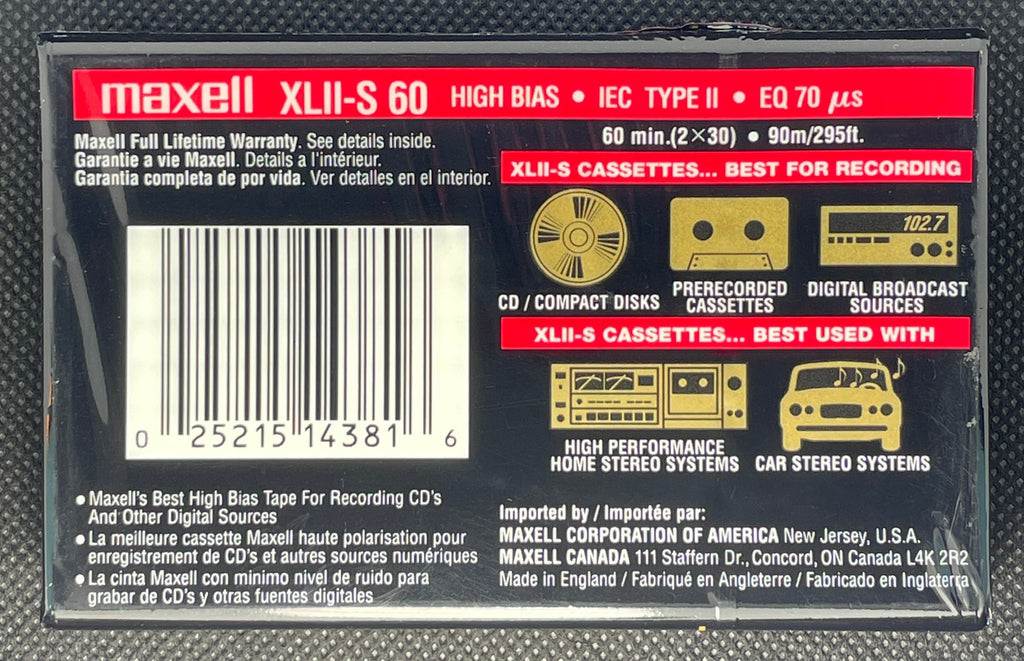 maxell XLII-S 60 HIGH BIAS • IEC TYPE II • EQ 70 µs
Maxell Full Lifetime Warranty. See details inside.
Garantie a vie Maxell. Details a l'intérieur.
Garantia completa de por vida. Ver detalles en el interior.
60 min.(2×30) • 90m/295ft.
XLII-S CASSETTES... BEST FOR RECORDING
102.7
CD / COMPACT DISKS
PRERECORDED
CASSETTES
DIGITAL BROADCAST
SOURCES
XLII-S CASSETTES... BEST USED WITH
HIGH PERFORMANCE
HOME STEREO SYSTEMS
CAR STEREO SYSTEMS
0 25215 14381 6
• Maxell's Best High Bias Tape For Recording CD's
And Other Digital Sources
• La meilleure cassette Maxell haute polarisation pour
enregistrement de CD's et autres sources numériques
• La cinta Maxell con minimo nivel de ruido para
grabar de CD's y otras fuentes digitales
Imported by / Importée par:
MAXELL CORPORATION OF AMERICA New Jersey, U.S.A.
MAXELL CANADA 111 Staffern Dr., Concord, ON Canada L4K 2R2
Made in England / Fabriqué en Angleterre / Fabricado en Inglaterra